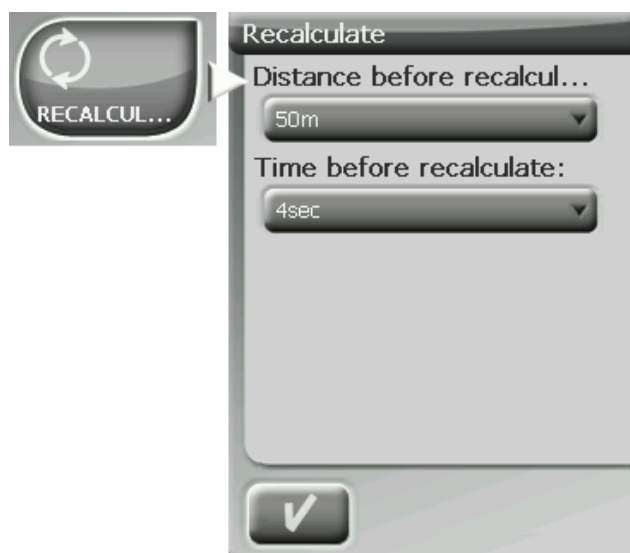 RECALCUL...
Recalculate
Distance before recalcul...
50m
Time before recalculate:
4sec